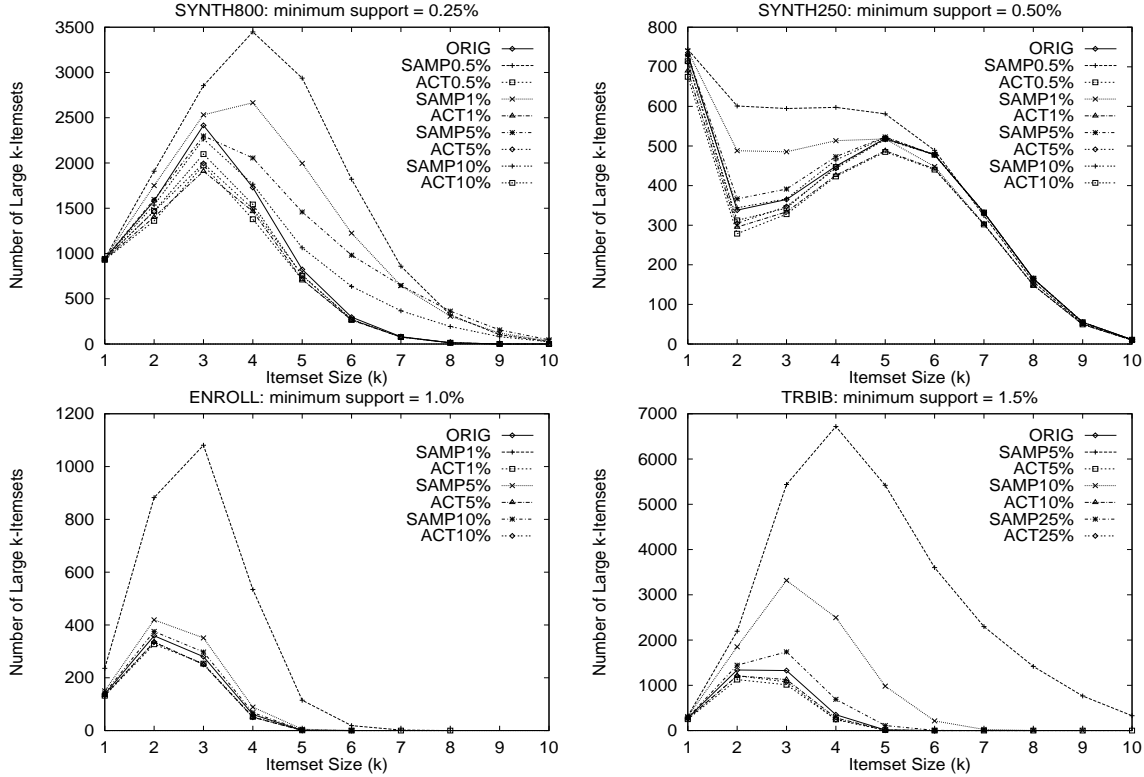 SYNTH800: minimum support = 0.25%
Number of Large k-Itemsets
3500
3000
2500
2000
1500
1000
500
0
1 2 3 4 5 6 7 8 9 10
Itemset Size (k)
ORIG
SAMP0.5%
ACT0.5%
SAMP1%
ACT1%
SAMP5%
ACT5%
SAMP10%
ACT10%
SYNTH250: minimum support = 0.50%
Number of Large k-Itemsets
800
700
600
500
400
300
200
100
0
1 2 3 4 5 6 7 8 9 10
Itemset Size (k)
ORIG
SAMP0.5%
ACT0.5%
SAMP1%
ACT1%
SAMP5%
ACT5%
SAMP10%
ACT10%
ENROLL: minimum support = 1.0%
Number of Large k-Itemsets
1200
1000
800
600
400
200
0
1 2 3 4 5 6 7 8 9 10
Itemset Size (k)
ORIG
SAMP1%
ACT1%
SAMP5%
ACT5%
SAMP10%
ACT10%
TRBIB: minimum support = 1.5%
Number of Large k-Itemsets
7000
6000
5000
4000
3000
2000
1000
0
1 2 3 4 5 6 7 8 9 10
Itemset Size (k)
ORIG
SAMP5%
ACT5%
SAMP10%
ACT10%
SAMP25%
ACT25%